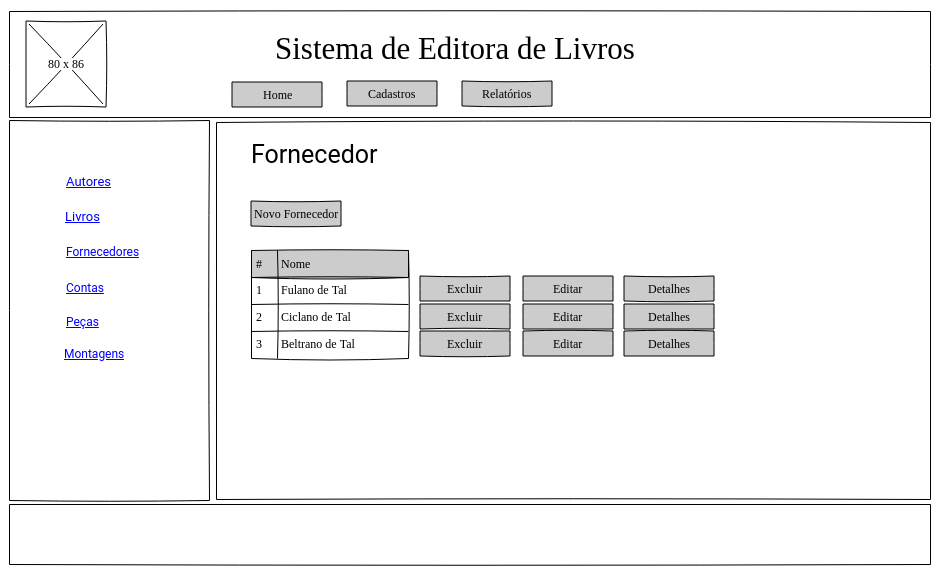 80 x 86
Sistema de Editora de Livros
Home Cadastros Relatórios
Autores
Livros
Fornecedores
Contas
Peças
Montagens
Fornecedor
Novo Fornecedor
# Nome
1 Fulano de Tal Excluir Editar Detalhes
2 Ciclano de Tal Excluir Editar Detalhes
3 Beltrano de Tal Excluir Editar Detalhes